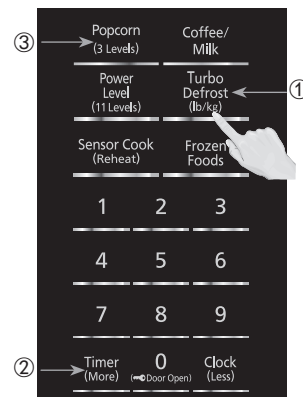 ③ Popcorn Coffee/
(3 Levels) Milk
Power Turbo
Level Defrost ①
(11 Levels) (lb/kg)
Sensor Cook Frozen
(Reheat) Foods
1 2 3
4 5 6
7 8 9
② Timer 0 Clock
(More) (Door Open) (Less)